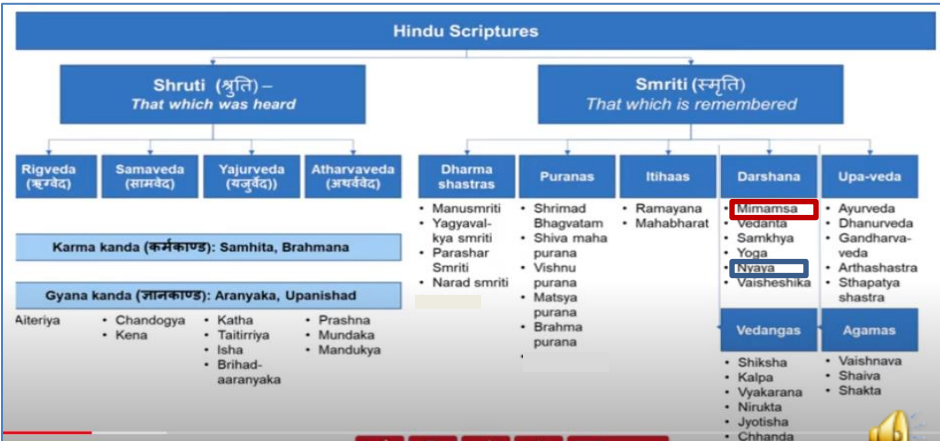 Hindu Scriptures
Shruti (श्रुति) –
That which was heard
Smriti (स्मृति)
That which is remembered
Rigveda
(ऋग्वेद)
Samaveda
(सामवेद)
Yajurveda
(यजुर्वेद))
Atharvaveda
(अथर्ववेद)
Karma kanda (कर्मकाण्ड): Samhita, Brahmana
Gyana kanda (ज्ञानकाण्ड): Aranyaka, Upanishad
Aiteriya
• Chandogya
• Kena
• Katha
• Taitirriya
• Isha
• Brihad-
aaranyaka
• Prashna
• Mundaka
• Mandukya
Dharma
shastras
• Manusmriti
• Yagyaval-
kya smriti
• Parashar
Smriti
• Narad smriti
Puranas
• Shrimad
Bhagvatam
• Shiva maha
purana
• Vishnu
purana
• Matsya
purana
• Brahma
purana
Itihaas
• Ramayana
• Mahabharat
Darshana
• Mimamsa
• Vedanta
• Samkhya
• Yoga
• Nyaya
• Vaisheshika
Upa-veda
• Ayurveda
• Dhanurveda
• Gandharva-
veda
• Arthashastra
• Sthapatya
shastra
Vedangas
• Shiksha
• Kalpa
• Vyakarana
• Nirukta
• Jyotisha
• Chhanda
Agamas
• Vaishnava
• Shaiva
• Shakta